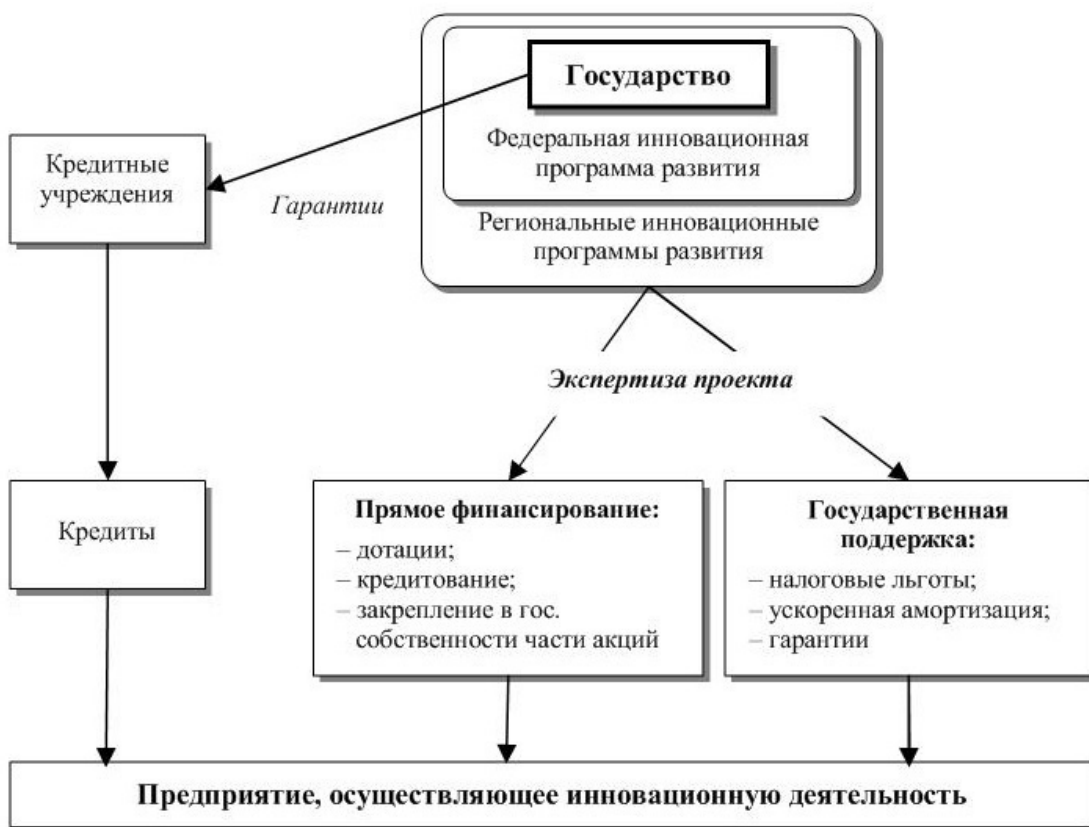 Государство
Федеральная инновационная
программа развития
Региональные инновационные
программы развития
Кредитные
учреждения
Гарантии
Экспертиза проекта
Кредиты
Прямое финансирование:
– дотации;
– кредитование;
– закрепление в гос.
собственности части акций
Государственная
поддержка:
– налоговые льготы;
– ускоренная амортизация;
– гарантии
Предприятие, осуществляющее инновационную деятельность